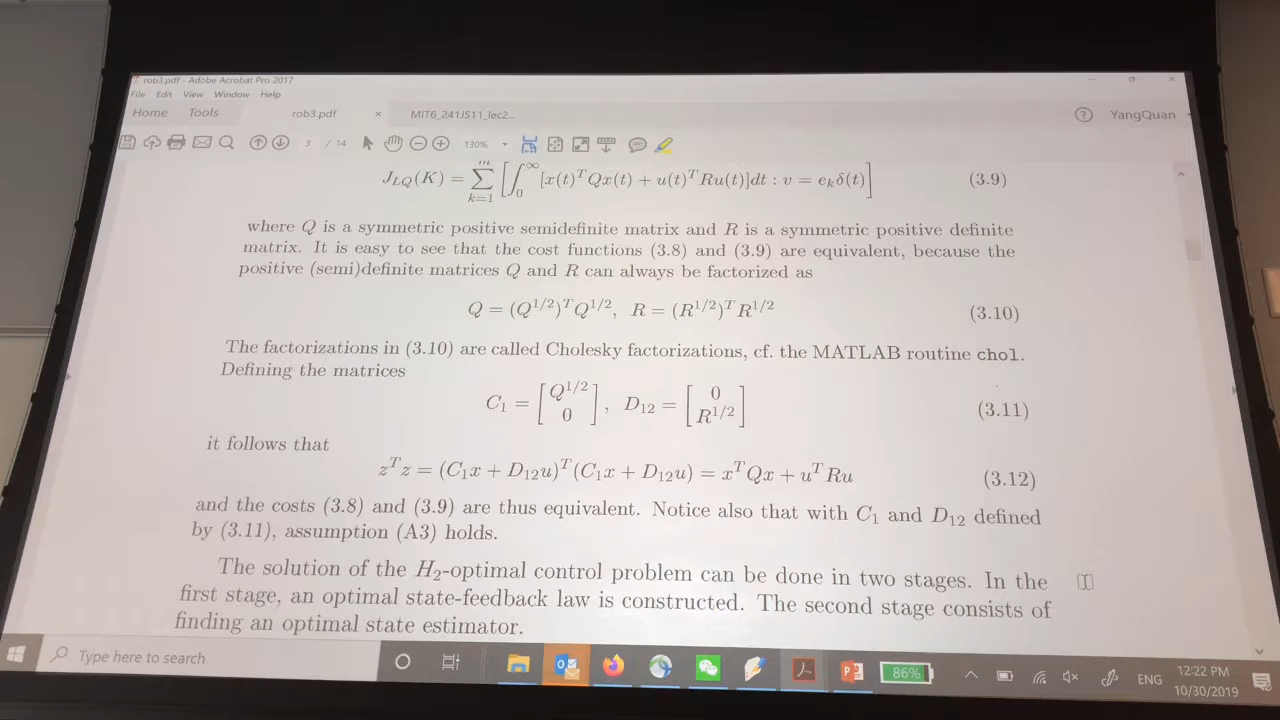 rob3.pdf - Adobe Acrobat Pro 2017
File Edit View Window Help
Home Tools rob3.pdf × MIT6_241JS11_lec2... YangQuan
3 / 14 130%
J_{LQ}(K) = \sum_{k=1}^{m} \left[ \int_0^\infty [x(t)^T Qx(t) + u(t)^T Ru(t)]dt : v = e_k δ(t) \right] (3.9)
where Q is a symmetric positive semidefinite matrix and R is a symmetric positive definite
matrix. It is easy to see that the cost functions (3.8) and (3.9) are equivalent, because the
positive (semi)definite matrices Q and R can always be factorized as
Q = (Q^{1/2})^T Q^{1/2}, R = (R^{1/2})^T R^{1/2} (3.10)
The factorizations in (3.10) are called Cholesky factorizations, cf. the MATLAB routine chol.
Defining the matrices
C_1 = \begin{bmatrix} Q^{1/2} \\ 0 \end{bmatrix}, D_{12} = \begin{bmatrix} 0 \\ R^{1/2} \end{bmatrix} (3.11)
it follows that
z^T z = (C_1x + D_{12}u)^T (C_1x + D_{12}u) = x^T Qx + u^T Ru (3.12)
and the costs (3.8) and (3.9) are thus equivalent. Notice also that with C_1 and D_{12} defined
by (3.11), assumption (A3) holds.
The solution of the H_2-optimal control problem can be done in two stages. In the
first stage, an optimal state-feedback law is constructed. The second stage consists of
finding an optimal state estimator.
Type here to search 86% ENG 12:22 PM
10/30/2019